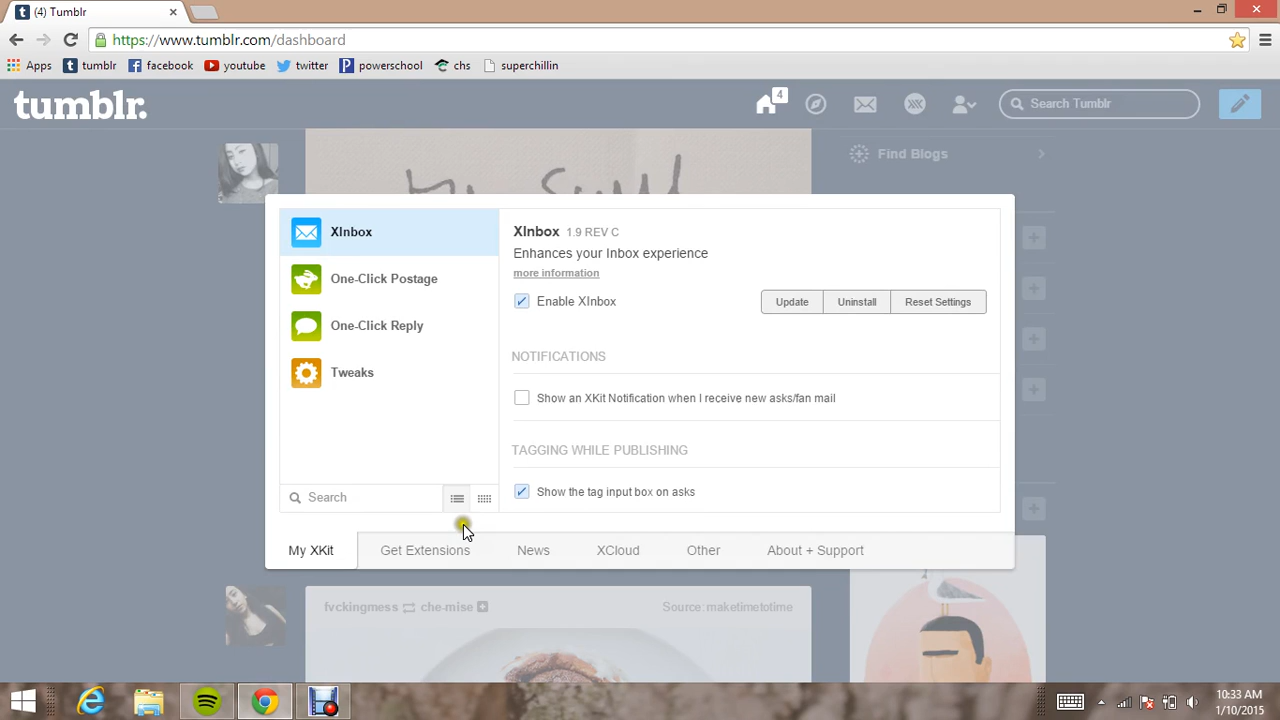 (4) Tumblr
https://www.tumblr.com/dashboard
Apps tumblr facebook youtube twitter powerschool chs superchillin
tumblr.
4
Search Tumblr
Find Blogs
XInbox
One-Click Postage
One-Click Reply
Tweaks
Search
XInbox 1.9 REV C
Enhances your Inbox experience
more information
Enable XInbox
Update Uninstall Reset Settings
NOTIFICATIONS
Show an XKit Notification when I receive new asks/fan mail
TAGGING WHILE PUBLISHING
Show the tag input box on asks
My XKit Get Extensions News XCloud Other About + Support
fvckingmess che-mise
Source: maketimetotime
10:33 AM
1/10/2015